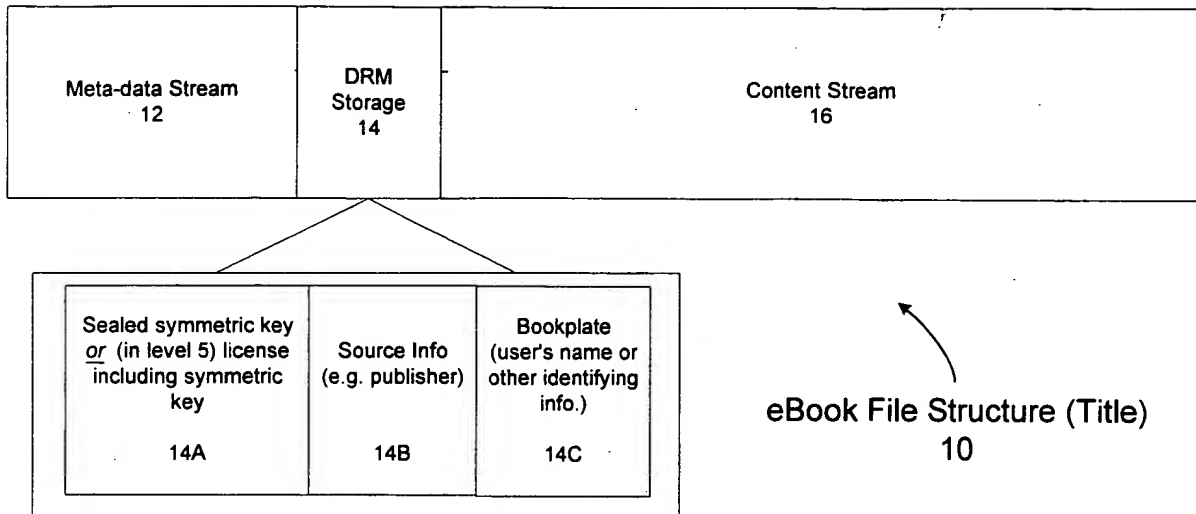 Meta-data Stream
12
DRM
Storage
14
Content Stream
16
Sealed symmetric key
or (in level 5) license
including symmetric
key
14A
Source Info
(e.g. publisher)
14B
Bookplate
(user's name or
other identifying
info.)
14C
eBook File Structure (Title)
10